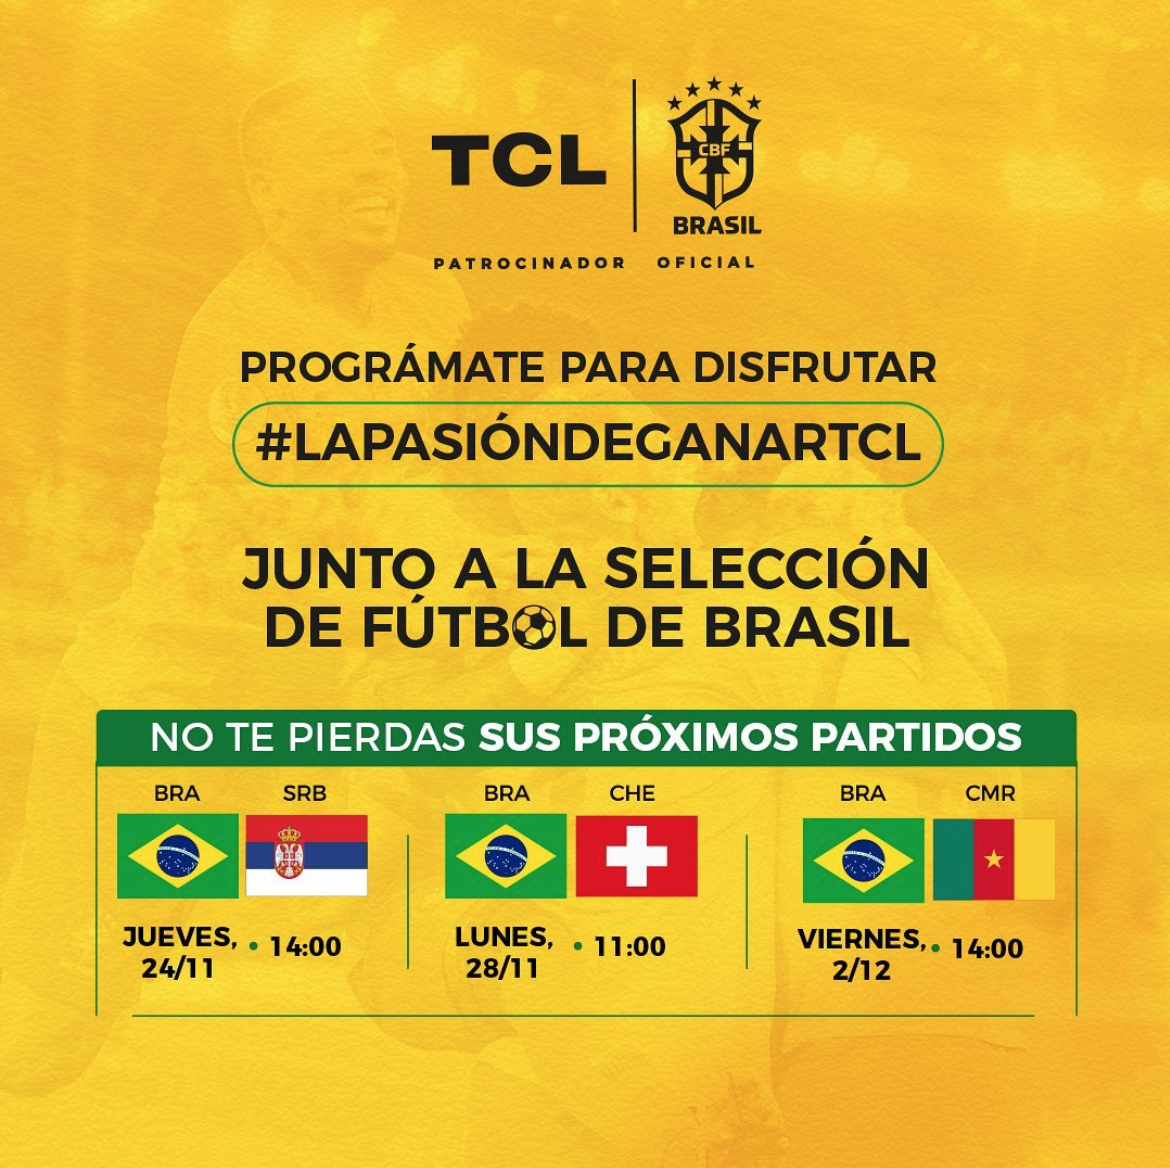 TCL
CBF
BRASIL
PATROCINADOR OFICIAL
PROGRÁMATE PARA DISFRUTAR
#LAPASIÓNDEGANARTCL
JUNTO A LA SELECCIÓN
DE FÚTBOL DE BRASIL
NO TE PIERDAS SUS PRÓXIMOS PARTIDOS
BRA SRB BRA CHE BRA CMR
JUEVES, • 14:00 LUNES, • 11:00 VIERNES, • 14:00
24/11 28/11 2/12